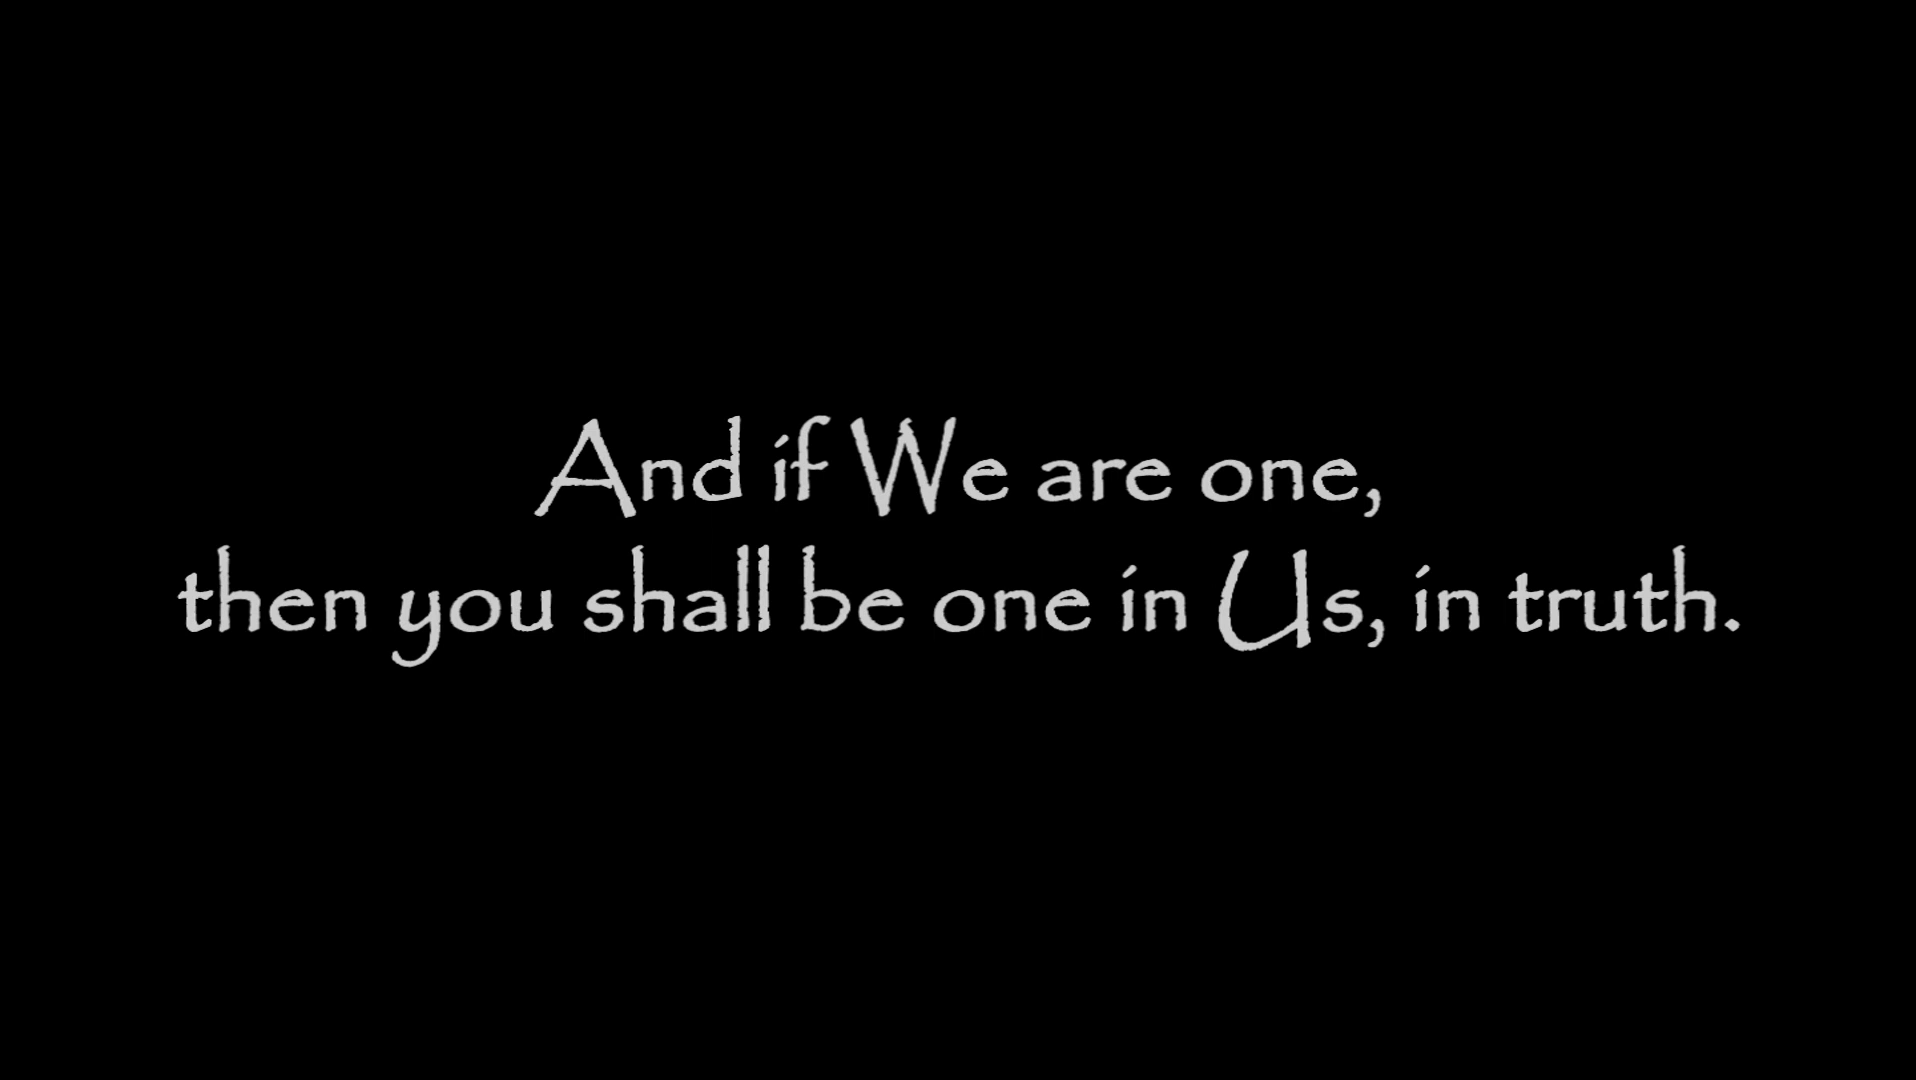 And if We are one,
then you shall be one in Us, in truth.